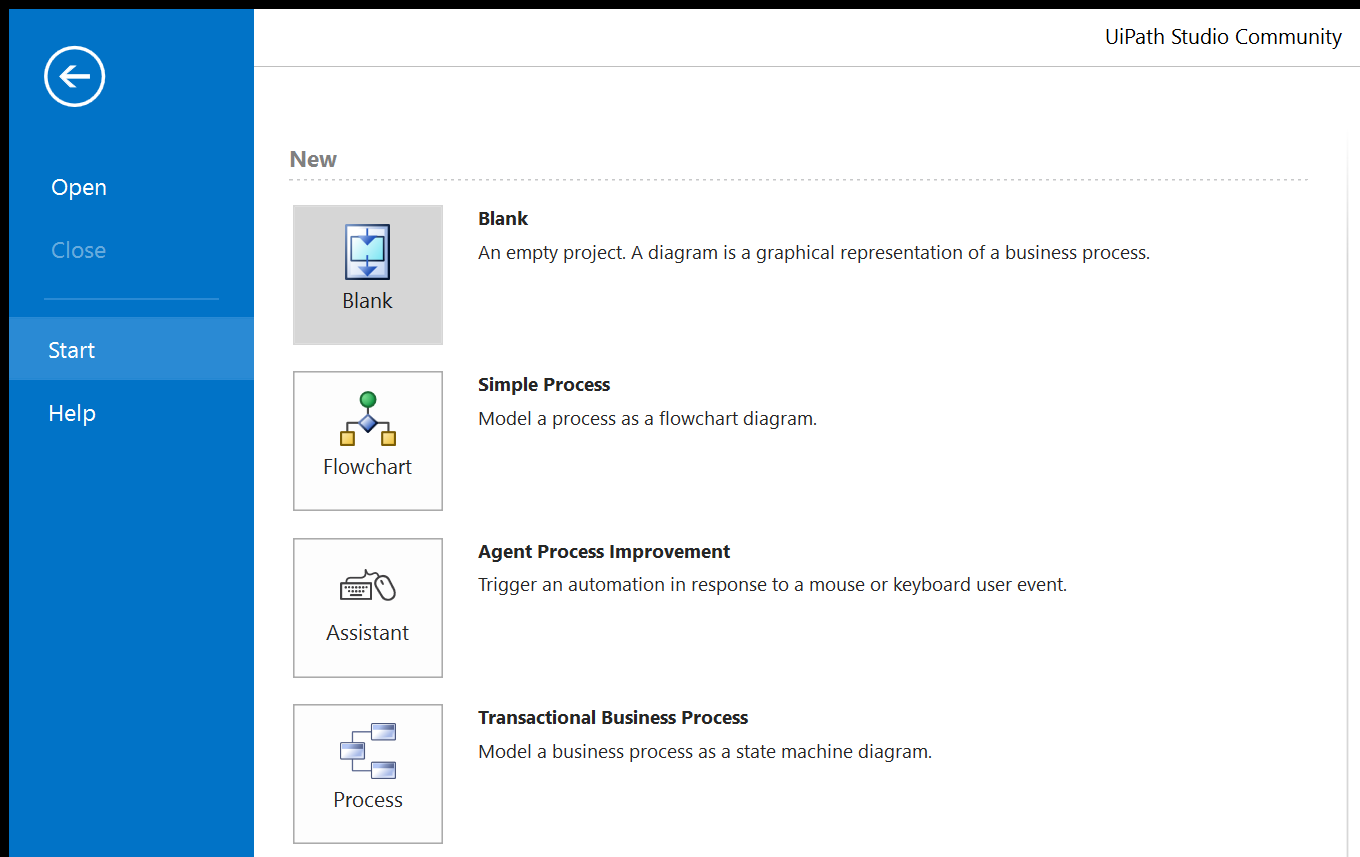 UiPath Studio Community
Open
Close
Start
Help
New
Blank
Blank
An empty project. A diagram is a graphical representation of a business process.
Flowchart
Simple Process
Model a process as a flowchart diagram.
Assistant
Agent Process Improvement
Trigger an automation in response to a mouse or keyboard user event.
Process
Transactional Business Process
Model a business process as a state machine diagram.